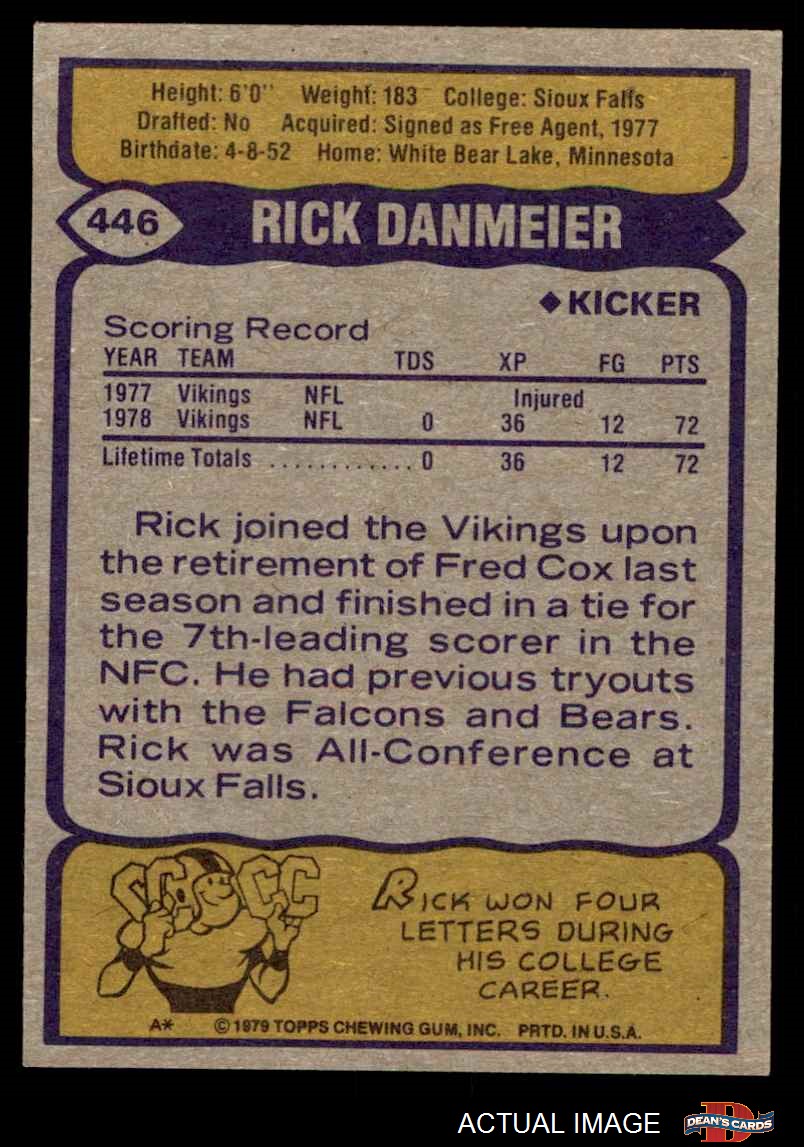 Height: 6'0" Weight: 183 College: Sioux Falls
Drafted: No Acquired: Signed as Free Agent, 1977
Birthdate: 4-8-52 Home: White Bear Lake, Minnesota
446 RICK DANMEIER
◆KICKER
Scoring Record
YEAR TEAM TDS XP FG PTS
1977 Vikings NFL Injured
1978 Vikings NFL 0 36 12 72
Lifetime Totals ............ 0 36 12 72
Rick joined the Vikings upon
the retirement of Fred Cox last
season and finished in a tie for
the 7th-leading scorer in the
NFC. He had previous tryouts
with the Falcons and Bears.
Rick was All-Conference at
Sioux Falls.
CC CC
RICK WON FOUR
LETTERS DURING
HIS COLLEGE
CAREER.
A* ©1979 TOPPS CHEWING GUM, INC. PRTD. IN U.S.A.
ACTUAL IMAGE D DEAN'S CARDS